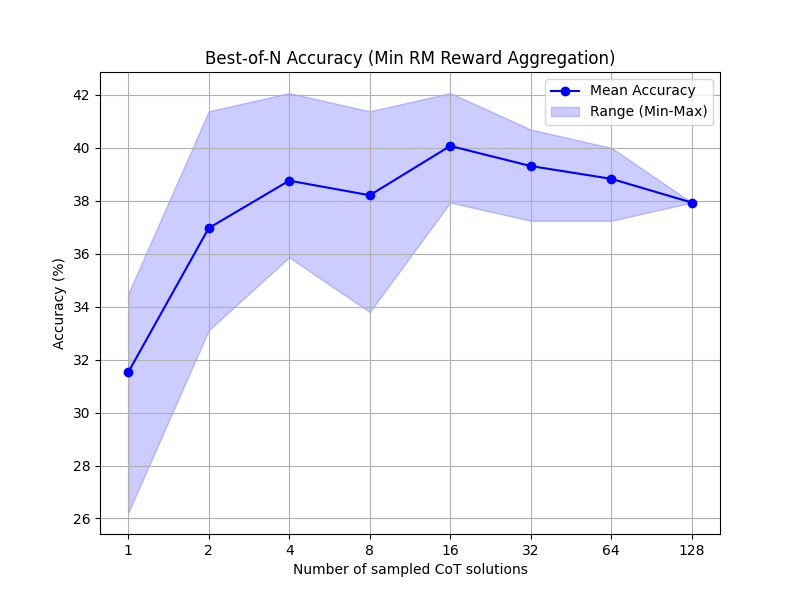 Best-of-N Accuracy (Min RM Reward Aggregation)
Mean Accuracy
Range (Min-Max)
Accuracy (%)
42
40
38
36
34
32
30
28
26
1 2 4 8 16 32 64 128
Number of sampled CoT solutions